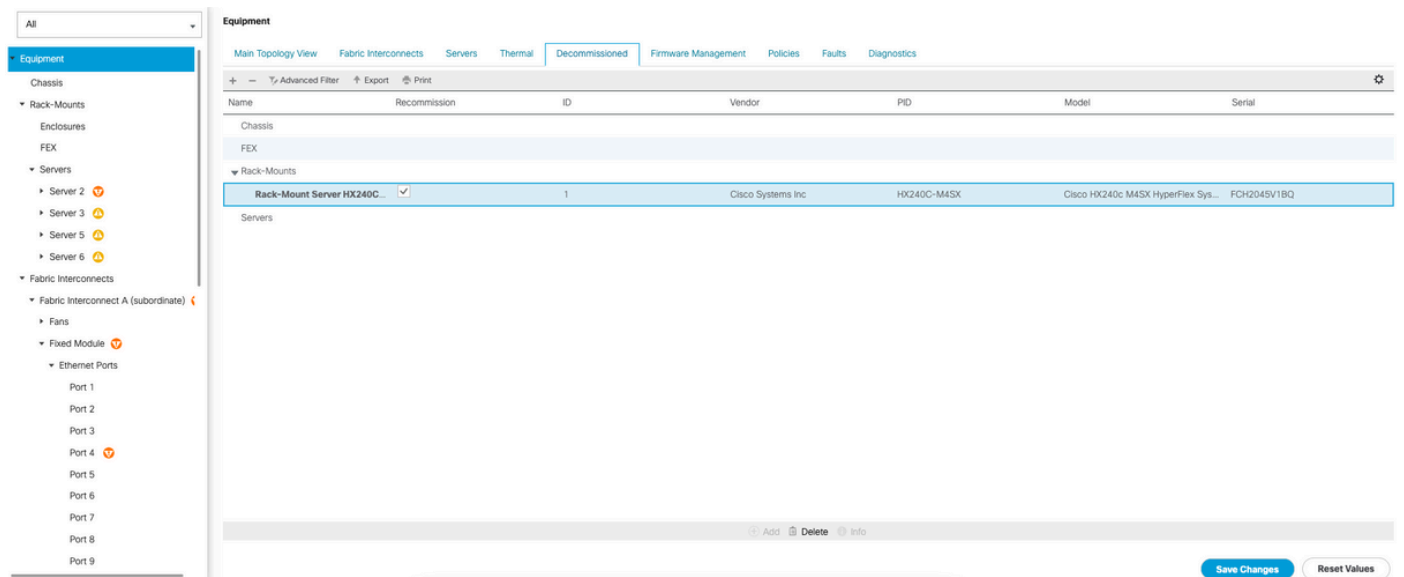 All
Equipment
Chassis
Rack-Mounts
Enclosures
FEX
Servers
Server 2
Server 3
Server 5
Server 6
Fabric Interconnects
Fabric Interconnect A (subordinate)
Fans
Fixed Module
Ethernet Ports
Port 1
Port 2
Port 3
Port 4
Port 5
Port 6
Port 7
Port 8
Port 9
Equipment
Main Topology View Fabric Interconnects Servers Thermal Decommissioned Firmware Management Policies Faults Diagnostics
+ − Advanced Filter Export Print
Name Recommission ID Vendor PID Model Serial
Chassis
FEX
Rack-Mounts
Rack-Mount Server HX240C... 1 Cisco Systems Inc HX240C-M4SX Cisco HX240c M4SX HyperFlex Sys... FCH2045V1BQ
Servers
Add Delete Info
Save Changes Reset Values